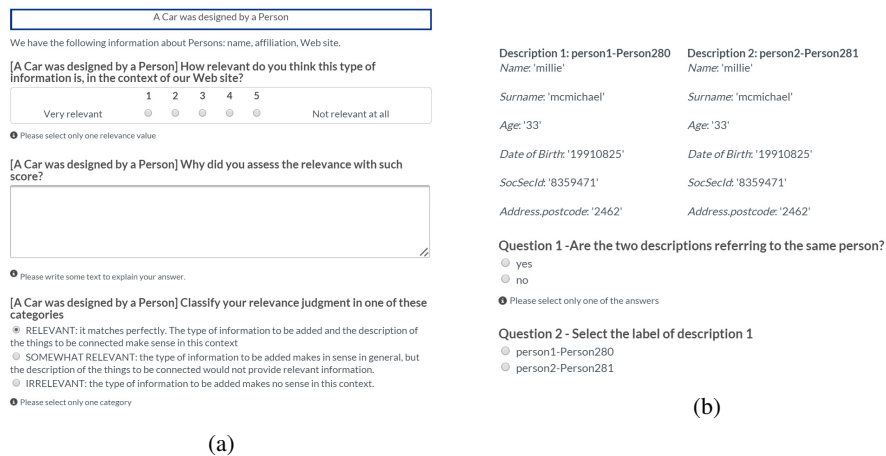 A Car was designed by a Person
We have the following information about Persons: name, affiliation, Web site.
[A Car was designed by a Person] How relevant do you think this type of
information is, in the context of our Web site?
1 2 3 4 5
Very relevant Not relevant at all
Please select only one relevance value
[A Car was designed by a Person] Why did you assess the relevance with such
score?
Please write some text to explain your answer.
[A Car was designed by a Person] Classify your relevance judgment in one of these
categories
RELEVANT: it matches perfectly. The type of information to be added and the description of
the things to be connected make sense in this context
SOMEWHAT RELEVANT: the type of information to be added makes in sense in general, but
the description of the things to be connected would not provide relevant information.
IRRELEVANT: the type of information to be added makes no sense in this context.
Please select only one category
(a)
Description 1: person1-Person280 Description 2: person2-Person281
Name: 'millie' Name: 'millie'
Surname: 'mcmichael' Surname: 'mcmichael'
Age: '33' Age: '33'
Date of Birth: '19910825' Date of Birth: '19910825'
SocSecId: '8359471' SocSecId: '8359471'
Address.postcode: '2462' Address.postcode: '2462'
Question 1 -Are the two descriptions referring to the same person?
yes
no
Please select only one of the answers
Question 2 - Select the label of description 1
person1-Person280
person2-Person281
(b)